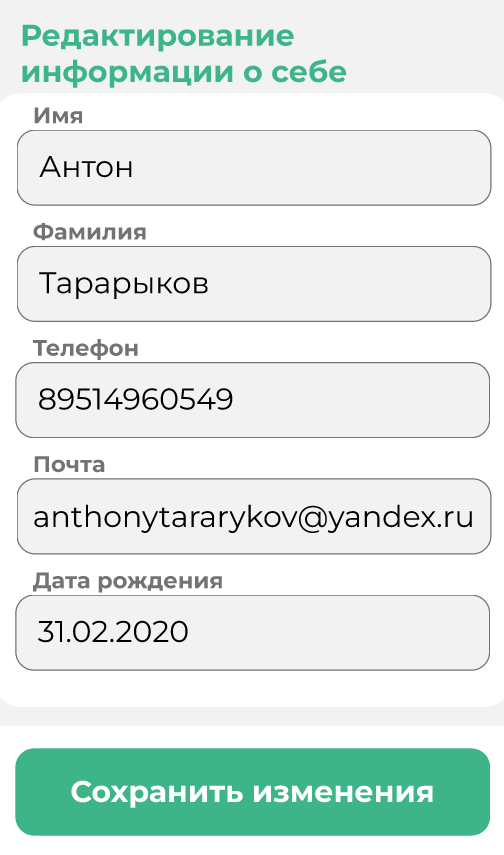 Редактирование
информации о себе
Имя
Антон
Фамилия
Тарарыков
Телефон
89514960549
Почта
anthonytararykov@yandex.ru
Дата рождения
31.02.2020
Сохранить изменения